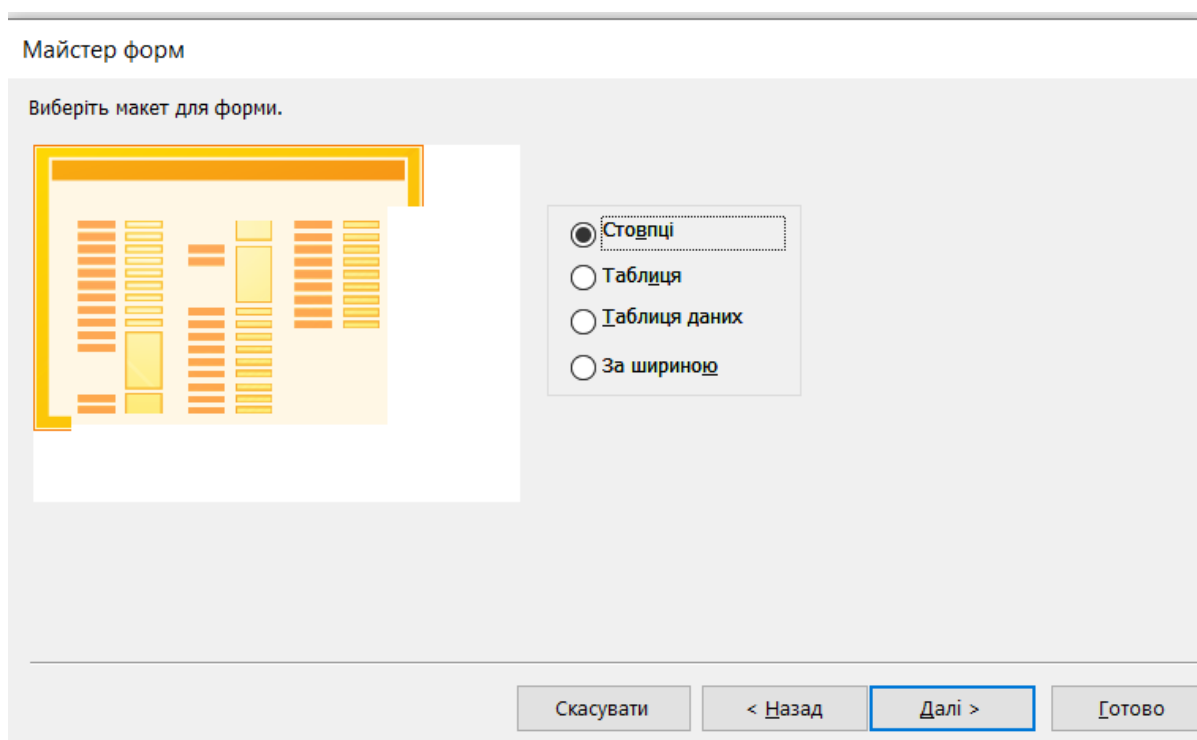 Майстер форм
Виберіть макет для форми.
Стовпці
Таблиця
Таблиця даних
За шириною
Скасувати
< Назад
Далі >
Готово